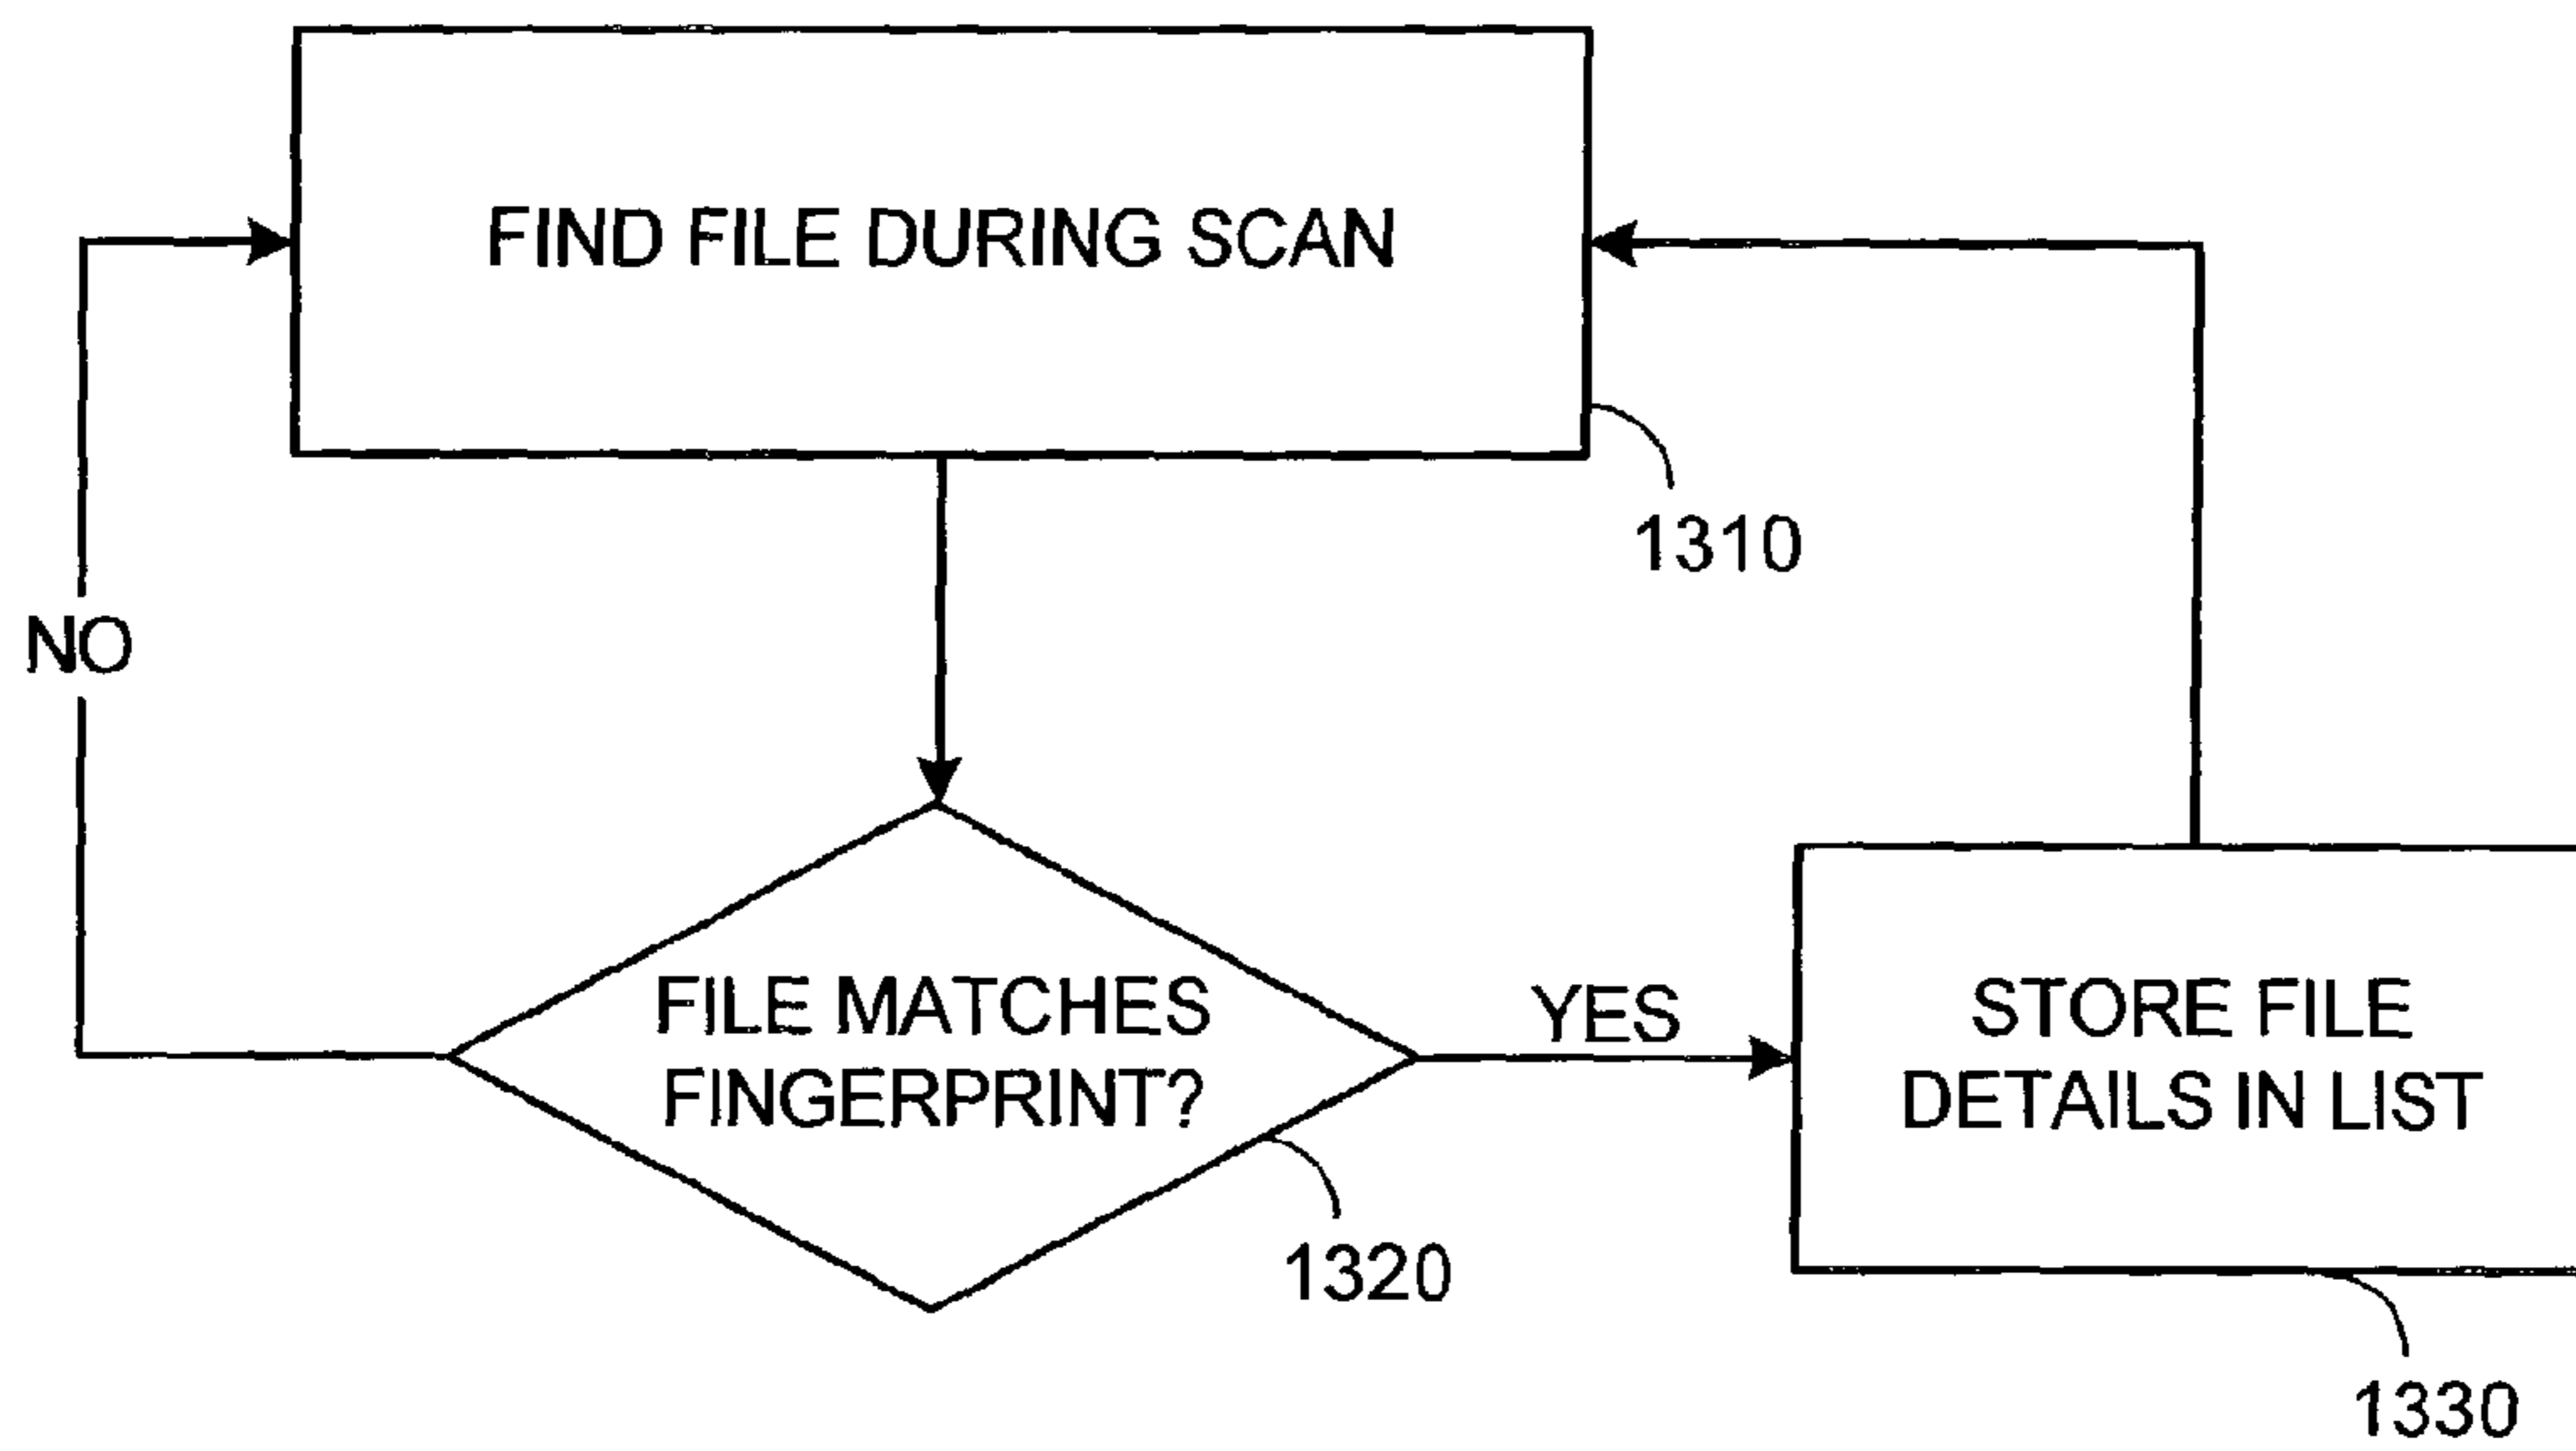 FIND FILE DURING SCAN
1310
NO
FILE MATCHES
FINGERPRINT?
1320
YES
STORE FILE
DETAILS IN LIST
1330